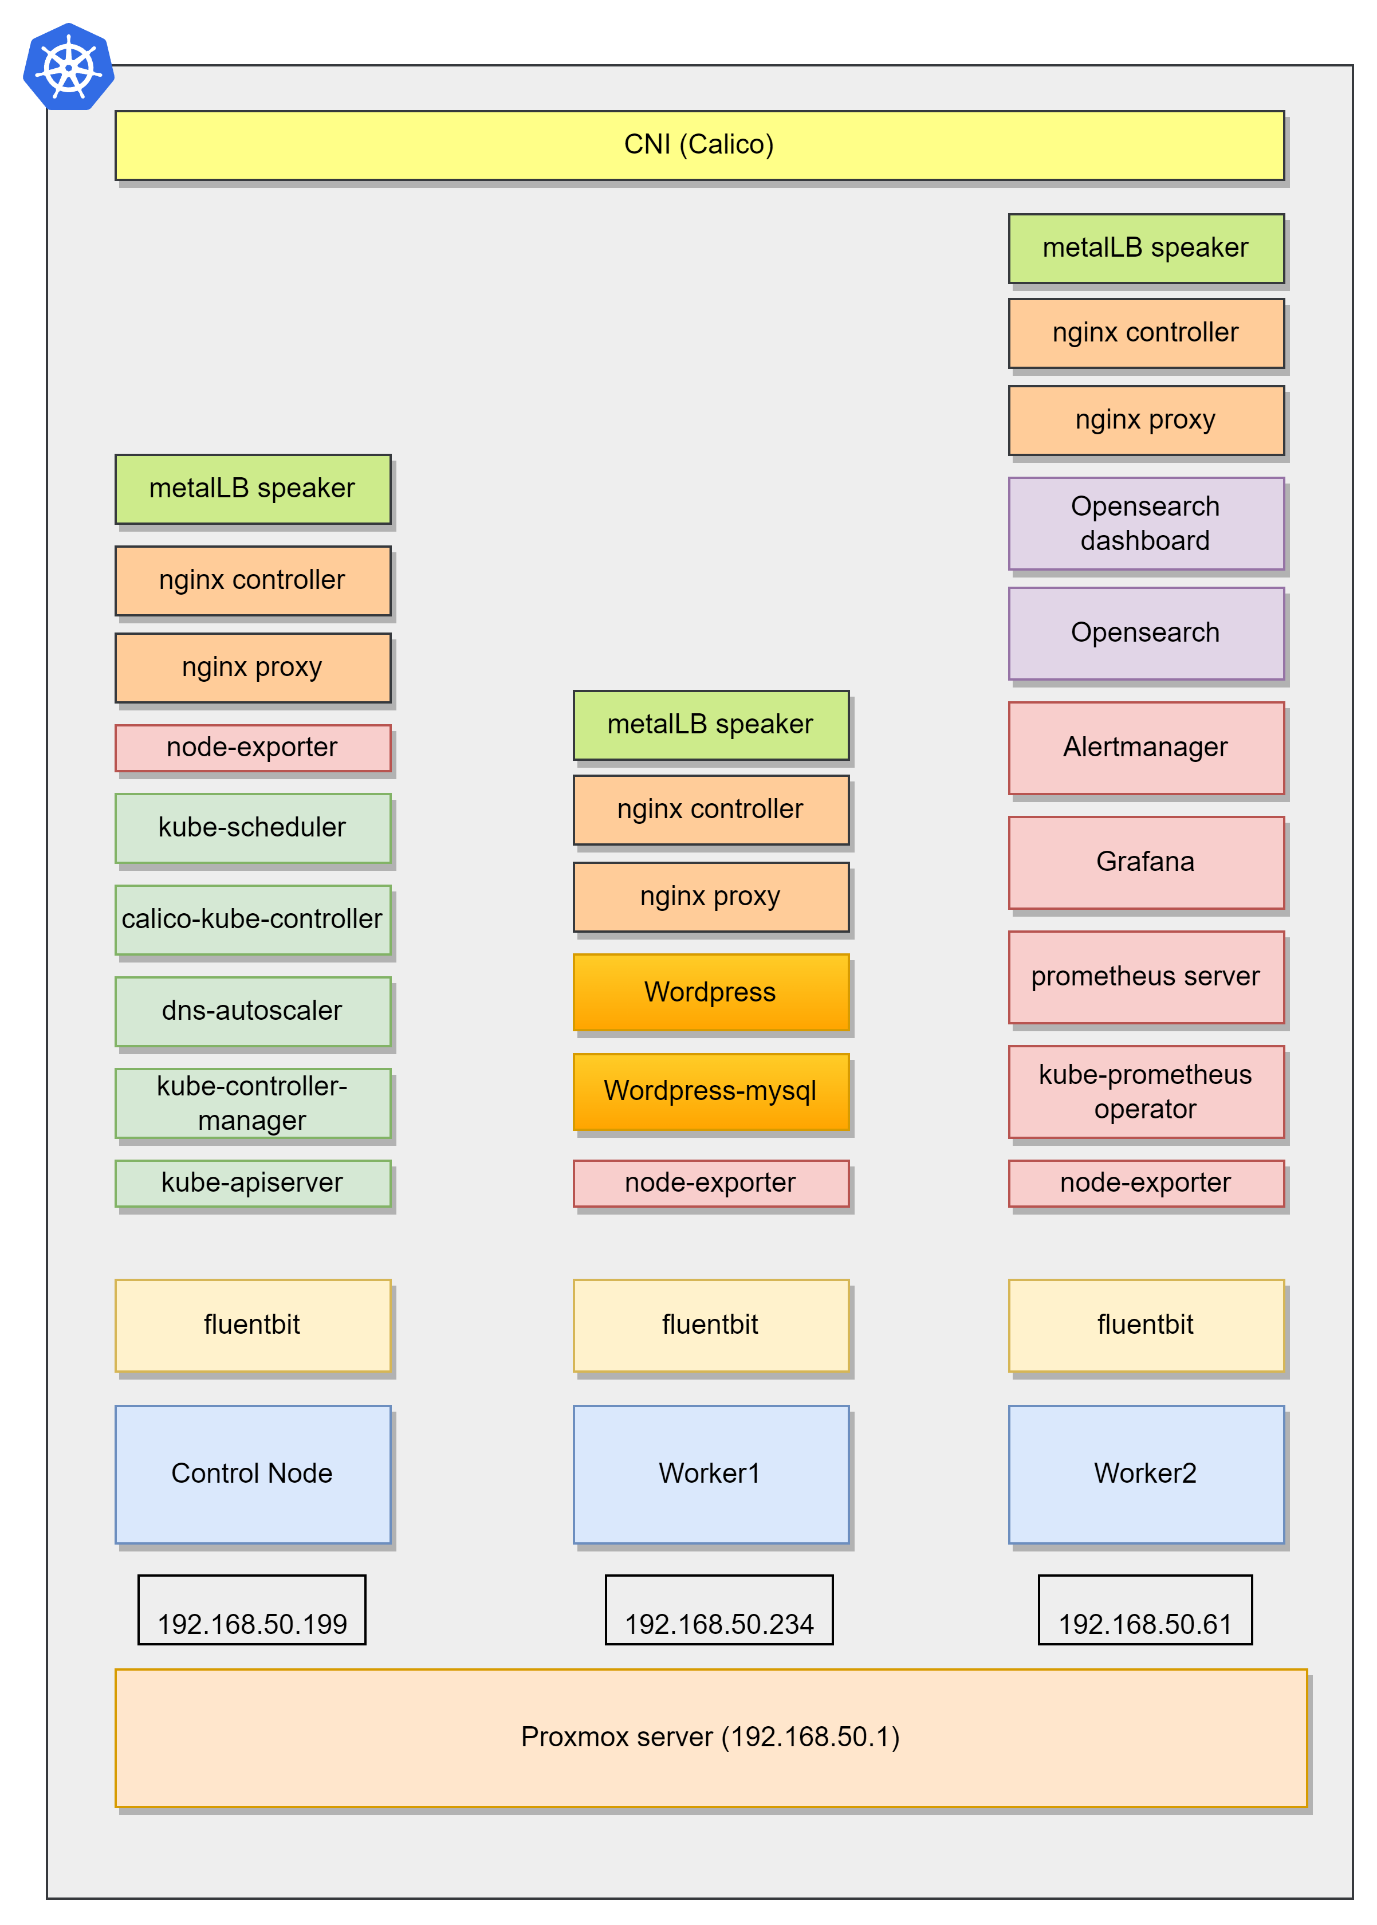 CNI (Calico)
metalLB speaker
nginx controller
nginx proxy
node-exporter
kube-scheduler
calico-kube-controller
dns-autoscaler
kube-controller-
manager
kube-apiserver
fluentbit
Control Node
192.168.50.199
metalLB speaker
nginx controller
nginx proxy
Wordpress
Wordpress-mysql
node-exporter
fluentbit
Worker1
192.168.50.234
metalLB speaker
nginx controller
nginx proxy
Opensearch
dashboard
Opensearch
Alertmanager
Grafana
prometheus server
kube-prometheus
operator
node-exporter
fluentbit
Worker2
192.168.50.61
Proxmox server (192.168.50.1)